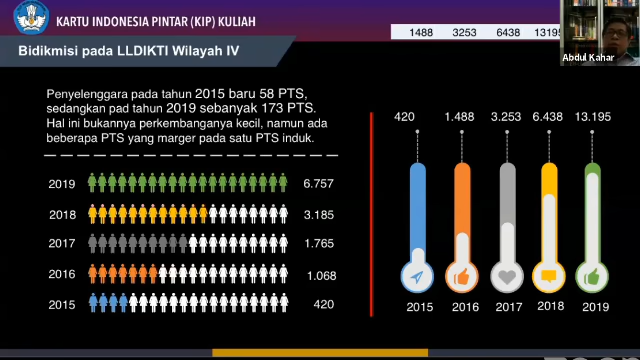 KARTU INDONESIA PINTAR (KIP) KULIAH
1488 3253 6438 13195
Bidikmisi pada LLDIKTI Wilayah IV
Abdul Kahar
Penyelenggara pada tahun 2015 baru 58 PTS,
sedangkan pad tahun 2019 sebanyak 173 PTS.
Hal ini bukannya perkembanganya kecil, namun ada
beberapa PTS yang marger pada satu PTS induk.
2019 6.757
2018 3.185
2017 1.765
2016 1.068
2015 420
420 1.488 3.253 6.438 13.195
2015 2016 2017 2018 2019